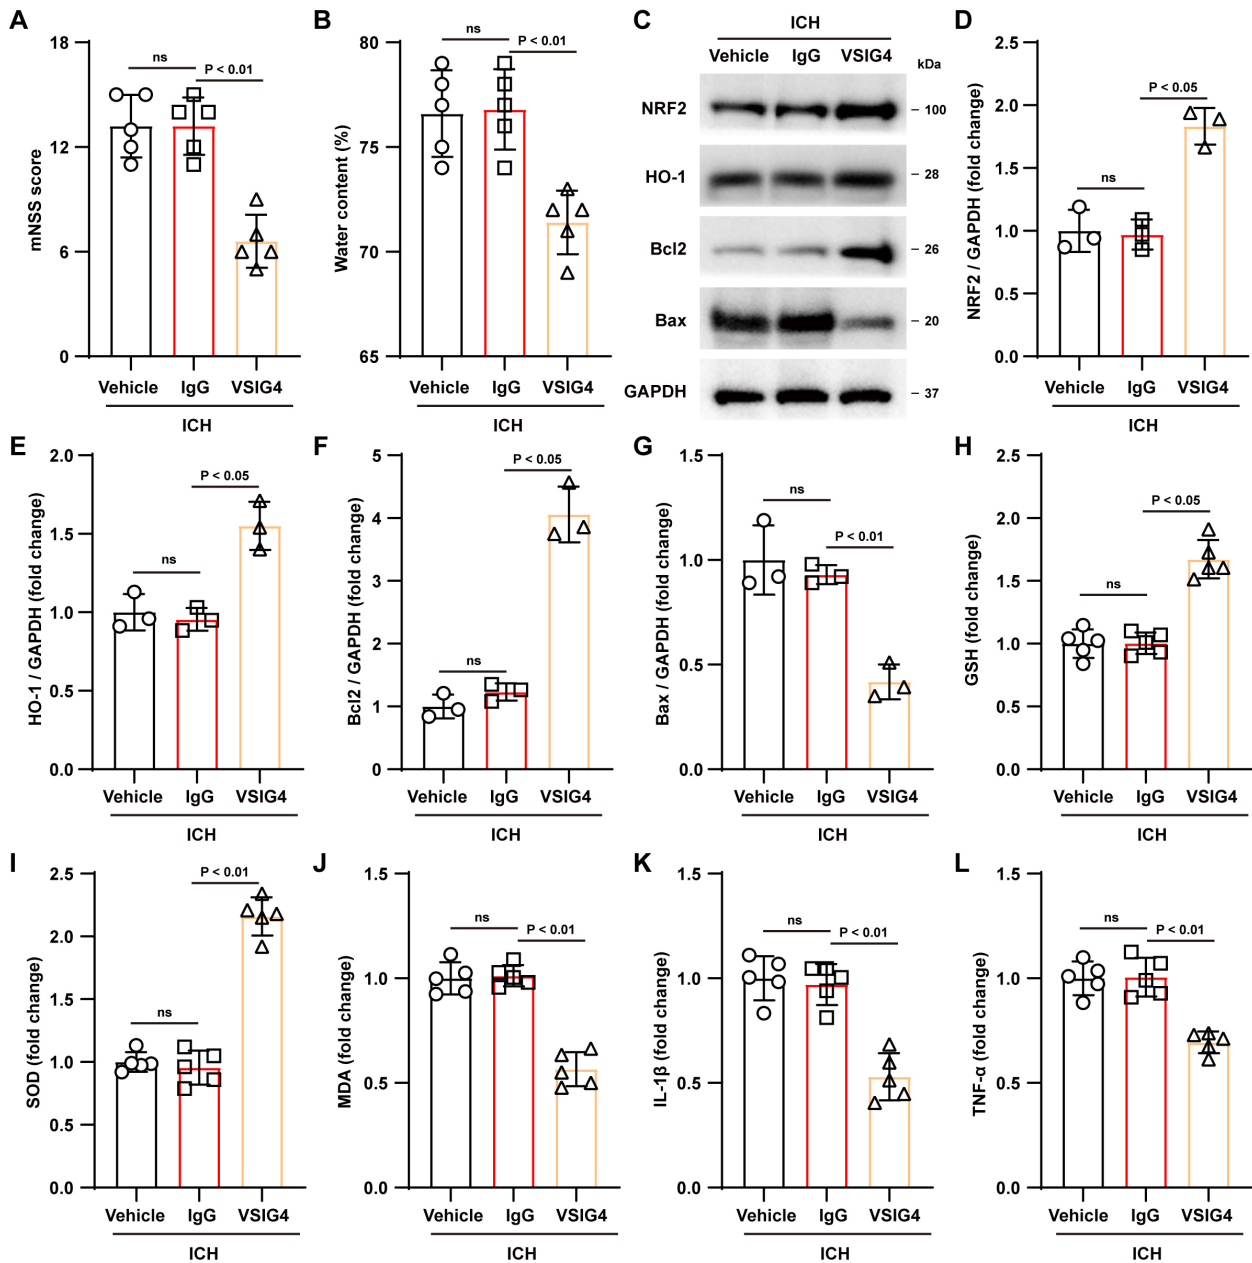 A
mNSS score
18
12
6
0
ns
P < 0.01
Vehicle IgG VSIG4
ICH
B
Water content (%)
80
75
70
65
ns
P < 0.01
Vehicle IgG VSIG4
ICH
C
ICH
Vehicle IgG VSIG4
kDa
NRF2 – 100
HO-1 – 28
Bcl2 – 26
Bax – 20
GAPDH – 37
D
NRF2 / GAPDH (fold change)
2.5
2.0
1.5
1.0
0.5
0.0
ns
P < 0.05
Vehicle IgG VSIG4
ICH
E
HO-1 / GAPDH (fold change)
2.0
1.5
1.0
0.5
0.0
ns
P < 0.05
Vehicle IgG VSIG4
ICH
F
Bcl2 / GAPDH (fold change)
5
4
3
2
1
0
ns
P < 0.05
Vehicle IgG VSIG4
ICH
G
Bax / GAPDH (fold change)
1.5
1.0
0.5
0.0
ns
P < 0.01
Vehicle IgG VSIG4
ICH
H
GSH (fold change)
2.5
2.0
1.5
1.0
0.5
0.0
ns
P < 0.05
Vehicle IgG VSIG4
ICH
I
SOD (fold change)
2.5
2.0
1.5
1.0
0.5
0.0
ns
P < 0.01
Vehicle IgG VSIG4
ICH
J
MDA (fold change)
1.5
1.0
0.5
0.0
ns
P < 0.01
Vehicle IgG VSIG4
ICH
K
IL-1β (fold change)
1.5
1.0
0.5
0.0
ns
P < 0.01
Vehicle IgG VSIG4
ICH
L
TNF-α (fold change)
1.5
1.0
0.5
0.0
ns
P < 0.01
Vehicle IgG VSIG4
ICH